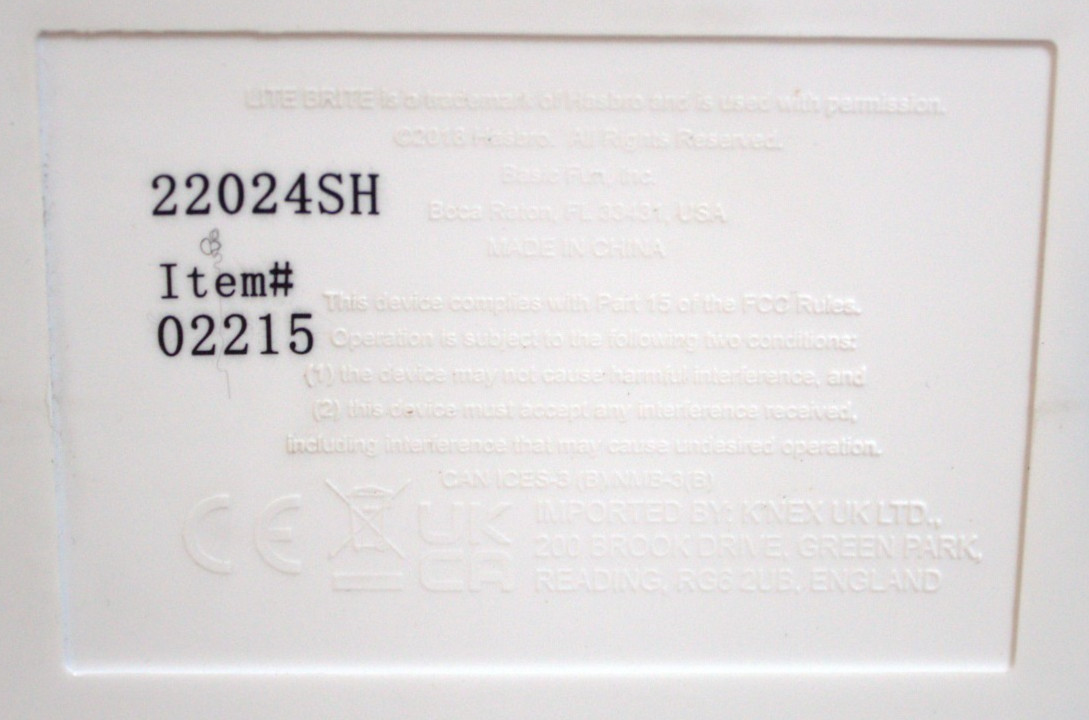 LITE BRITE is a trademark of Hasbro and is used with permission.
©2018 Hasbro. All Rights Reserved.
Basic Fun, Inc.
Boca Raton, FL 33431, USA
MADE IN CHINA
22024SH
Item#
02215
This device complies with Part 15 of the FCC Rules.
Operation is subject to the following two conditions:
(1) the device may not cause harmful interference, and
(2) this device must accept any interference received,
including interference that may cause undesired operation.
CAN ICES-3 (B)/NMB-3(B)
CE
UK
CA
IMPORTED BY: K'NEX UK LTD.,
200 BROOK DRIVE, GREEN PARK,
READING, RG6 2UB, ENGLAND